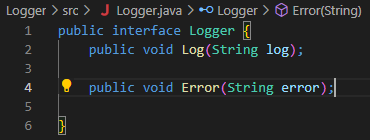 Logger > src > J Logger.java > Logger > Error(String)
1 public interface Logger {
2 public void Log(String log);
3
4 public void Error(String error);
5
6 }